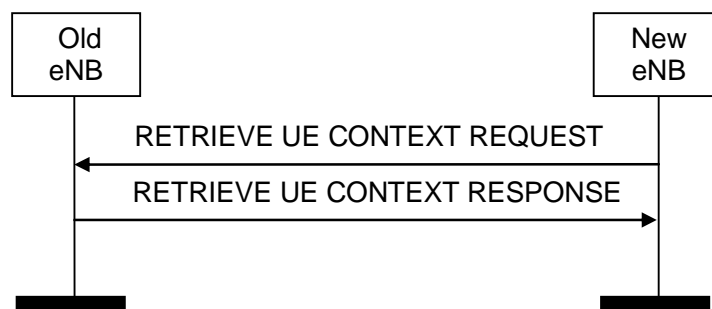 Old
eNB
New
eNB
RETRIEVE UE CONTEXT REQUEST
RETRIEVE UE CONTEXT RESPONSE